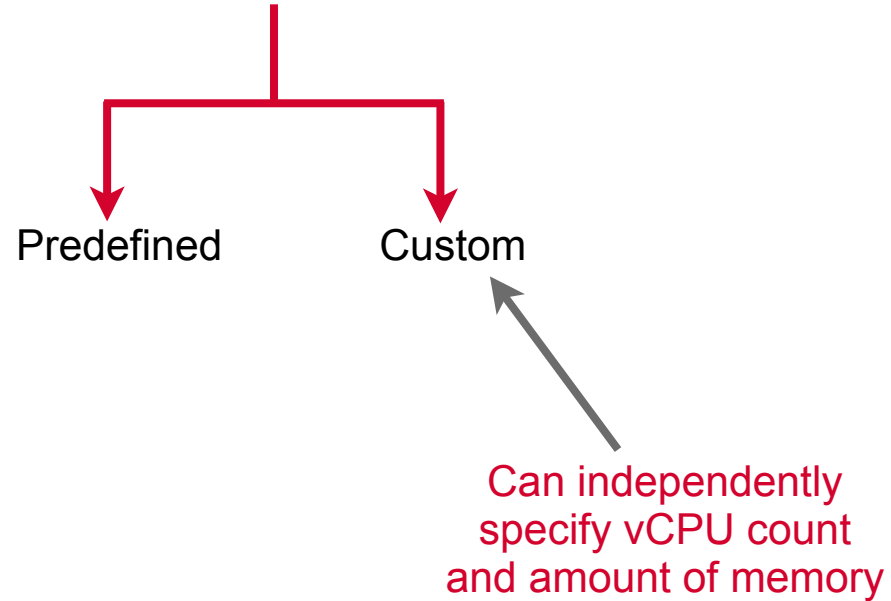 Predefined
Custom
Can independently
specify vCPU count
and amount of memory